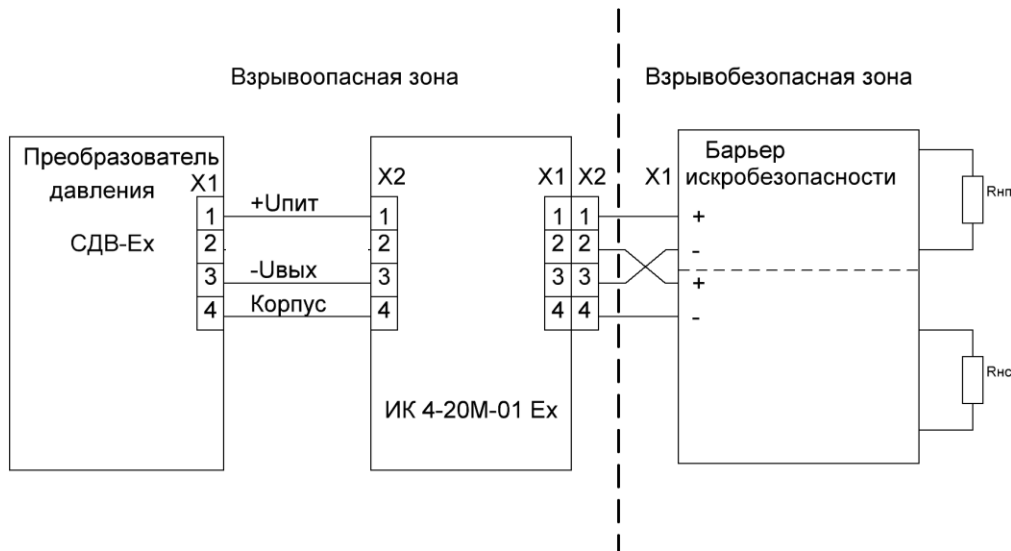 Взрывоопасная зона
Взрывобезопасная зона
Преобразователь
давления
СДВ-Ех
X1
1
2
3
4
+Uпит
-Uвых
Корпус
X2
1
2
3
4
ИК 4-20М-01 Ех
X1 X2
1 1
2 2
3 3
4 4
X1
Барьер
искробезопасности
+
-
+
-
Rнп
Rнс